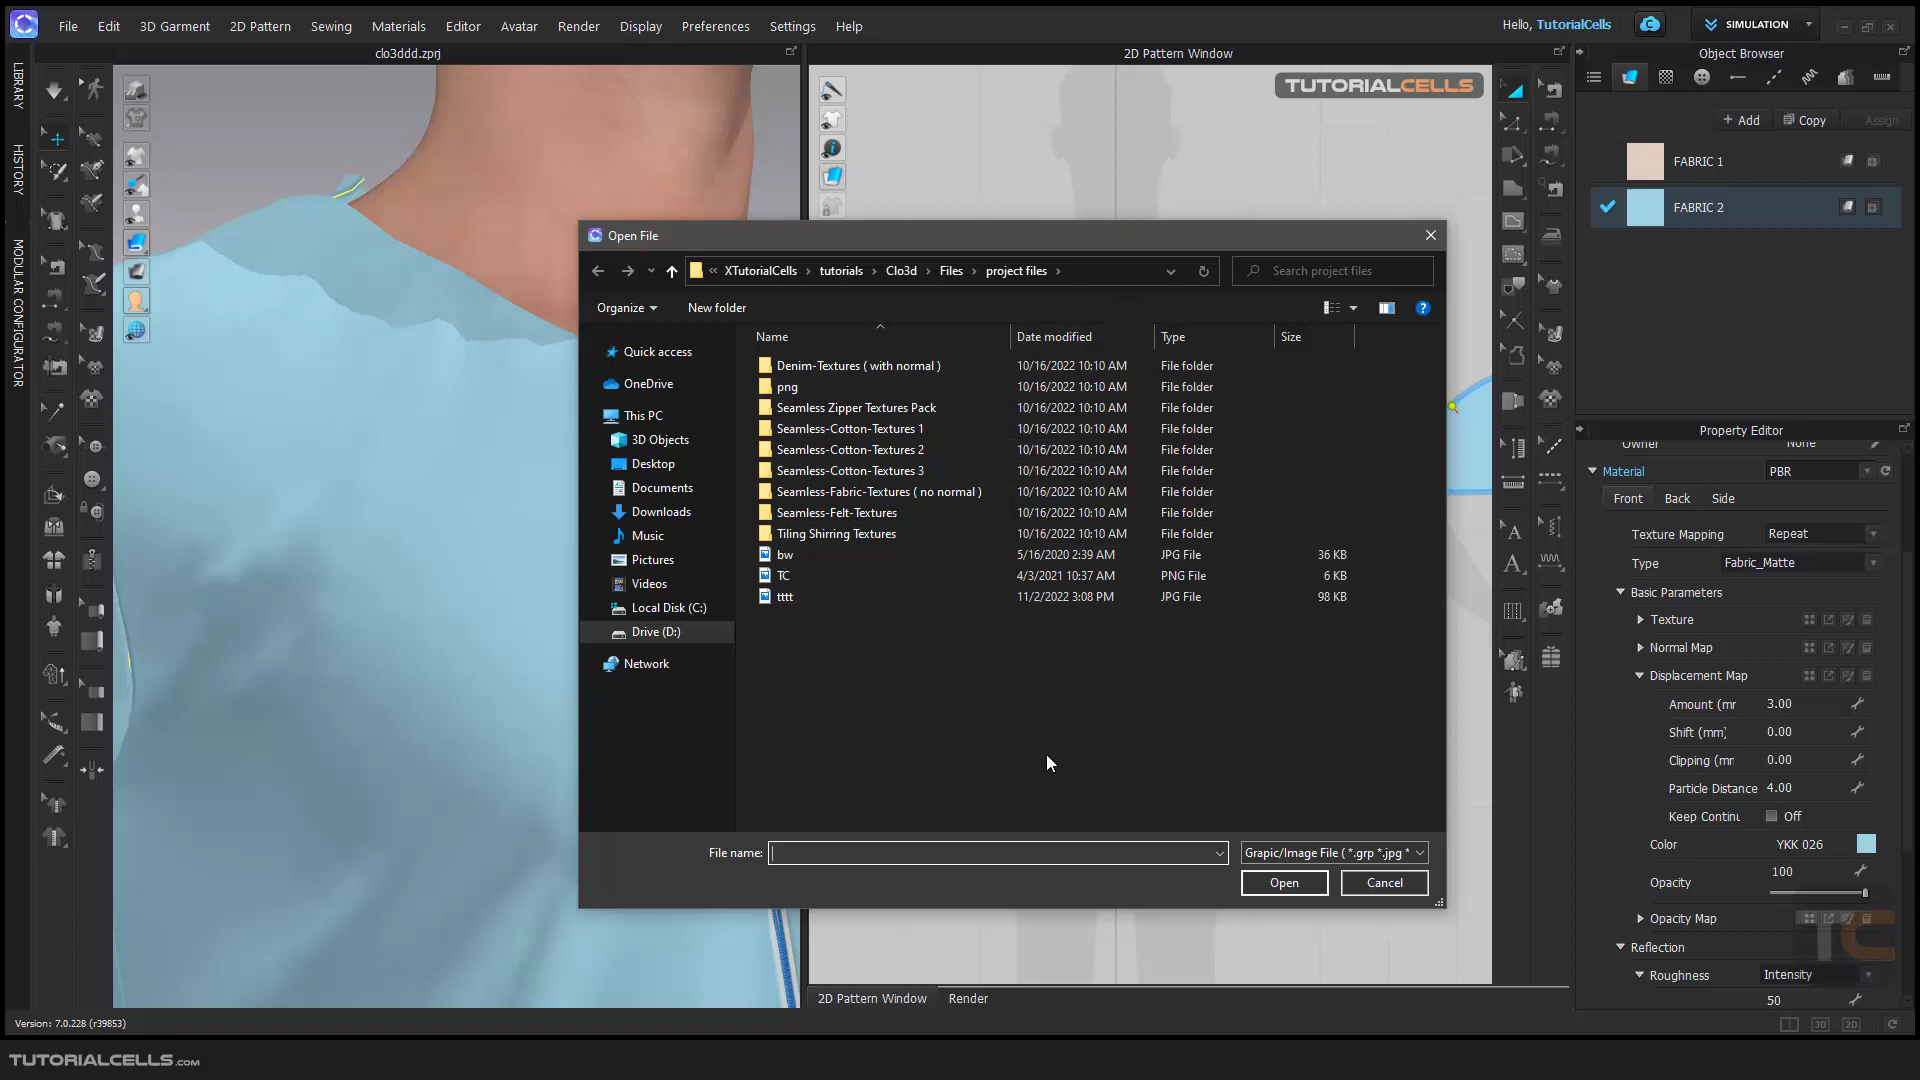 File Edit 3D Garment 2D Pattern Sewing Materials Editor Avatar Render Display Preferences Settings Help
Hello, TutorialCells
SIMULATION
clo3ddd.zprj
2D Pattern Window
Object Browser
LIBRARY
HISTORY
MODULAR CONFIGURATOR
TUTORIALCELLS
+ Add Copy Assign
FABRIC 1
FABRIC 2
Open File
« XTutorialCells › tutorials › Clo3d › Files › project files ›
Search project files
Organize New folder
Name Date modified Type Size
Quick access
OneDrive
This PC
3D Objects
Desktop
Documents
Downloads
Music
Pictures
Videos
Local Disk (C:)
Drive (D:)
Network
Denim-Textures ( with normal ) 10/16/2022 10:10 AM File folder
png 10/16/2022 10:10 AM File folder
Seamless Zipper Textures Pack 10/16/2022 10:10 AM File folder
Seamless-Cotton-Textures 1 10/16/2022 10:10 AM File folder
Seamless-Cotton-Textures 2 10/16/2022 10:10 AM File folder
Seamless-Cotton-Textures 3 10/16/2022 10:10 AM File folder
Seamless-Fabric-Textures ( no normal ) 10/16/2022 10:10 AM File folder
Seamless-Felt-Textures 10/16/2022 10:10 AM File folder
Tiling Shirring Textures 10/16/2022 10:10 AM File folder
bw 5/16/2020 2:39 AM JPG File 36 KB
TC 4/3/2021 10:37 AM PNG File 6 KB
tttt 11/2/2022 3:08 PM JPG File 98 KB
File name:
Grapic/Image File ( *.grp *.jpg *
Open Cancel
Property Editor
Owner None
Material PBR
Front Back Side
Texture Mapping Repeat
Type Fabric_Matte
Basic Parameters
Texture
Normal Map
Displacement Map
Amount (mr 3.00
Shift (mm) 0.00
Clipping (mr 0.00
Particle Distance 4.00
Keep Contin Off
Color YKK 026
Opacity 100
Opacity Map
Reflection
Roughness Intensity
50
TC
2D Pattern Window Render
Version: 7.0.228 (r39853)
3D 2D
TUTORIALCELLS.com